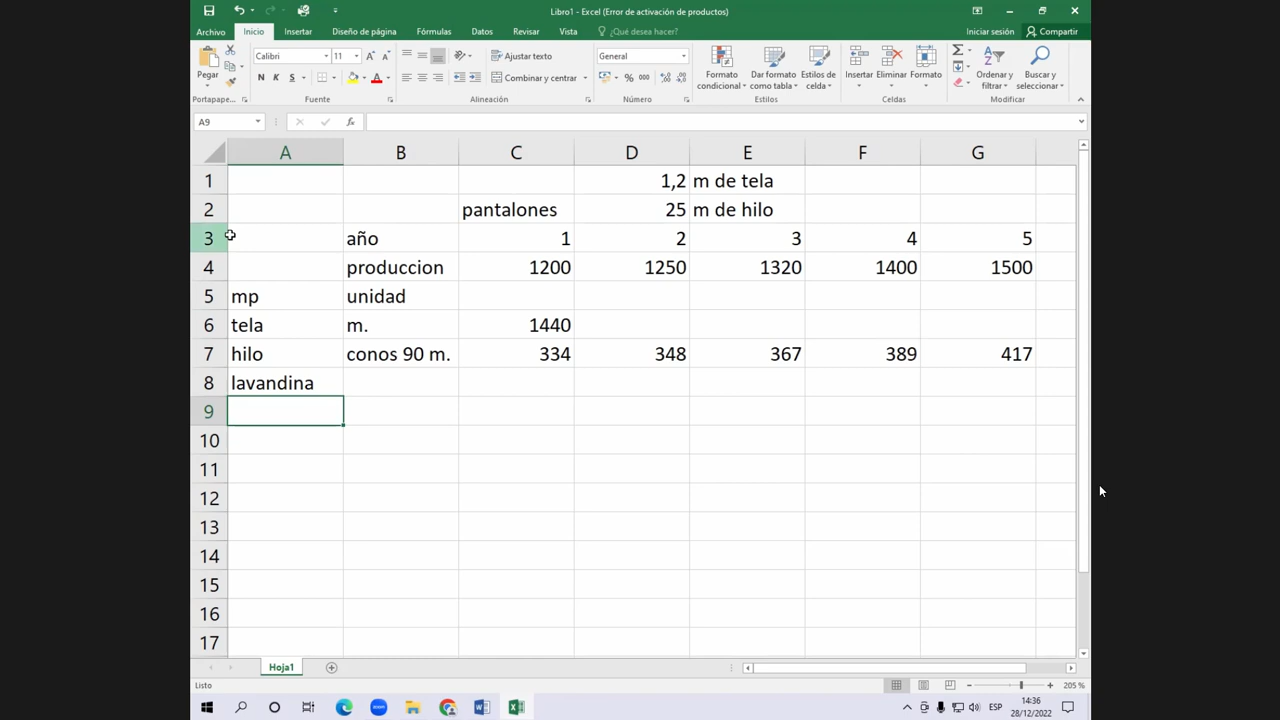 Libro1 - Excel (Error de activación de productos)
Archivo Inicio Insertar Diseño de página Fórmulas Datos Revisar Vista ¿Qué desea hacer? Iniciar sesión Compartir
Pegar
Calibri 11
N K S
Ajustar texto
Combinar y centrar
General
% 000
Formato condicional
Dar formato como tabla
Estilos de celda
Insertar Eliminar Formato
Ordenar y filtrar
Buscar y seleccionar
Portapape... Fuente Alineación Número Estilos Celdas Modificar
A9 fx
A B C D E F G
1 1,2 m de tela
2 pantalones 25 m de hilo
3 año 1 2 3 4 5
4 produccion 1200 1250 1320 1400 1500
5 mp unidad
6 tela m. 1440
7 hilo conos 90 m. 334 348 367 389 417
8 lavandina
9
10
11
12
13
14
15
16
17
Hoja1
Listo 205 %
zoom ESP 14:36
28/12/2022